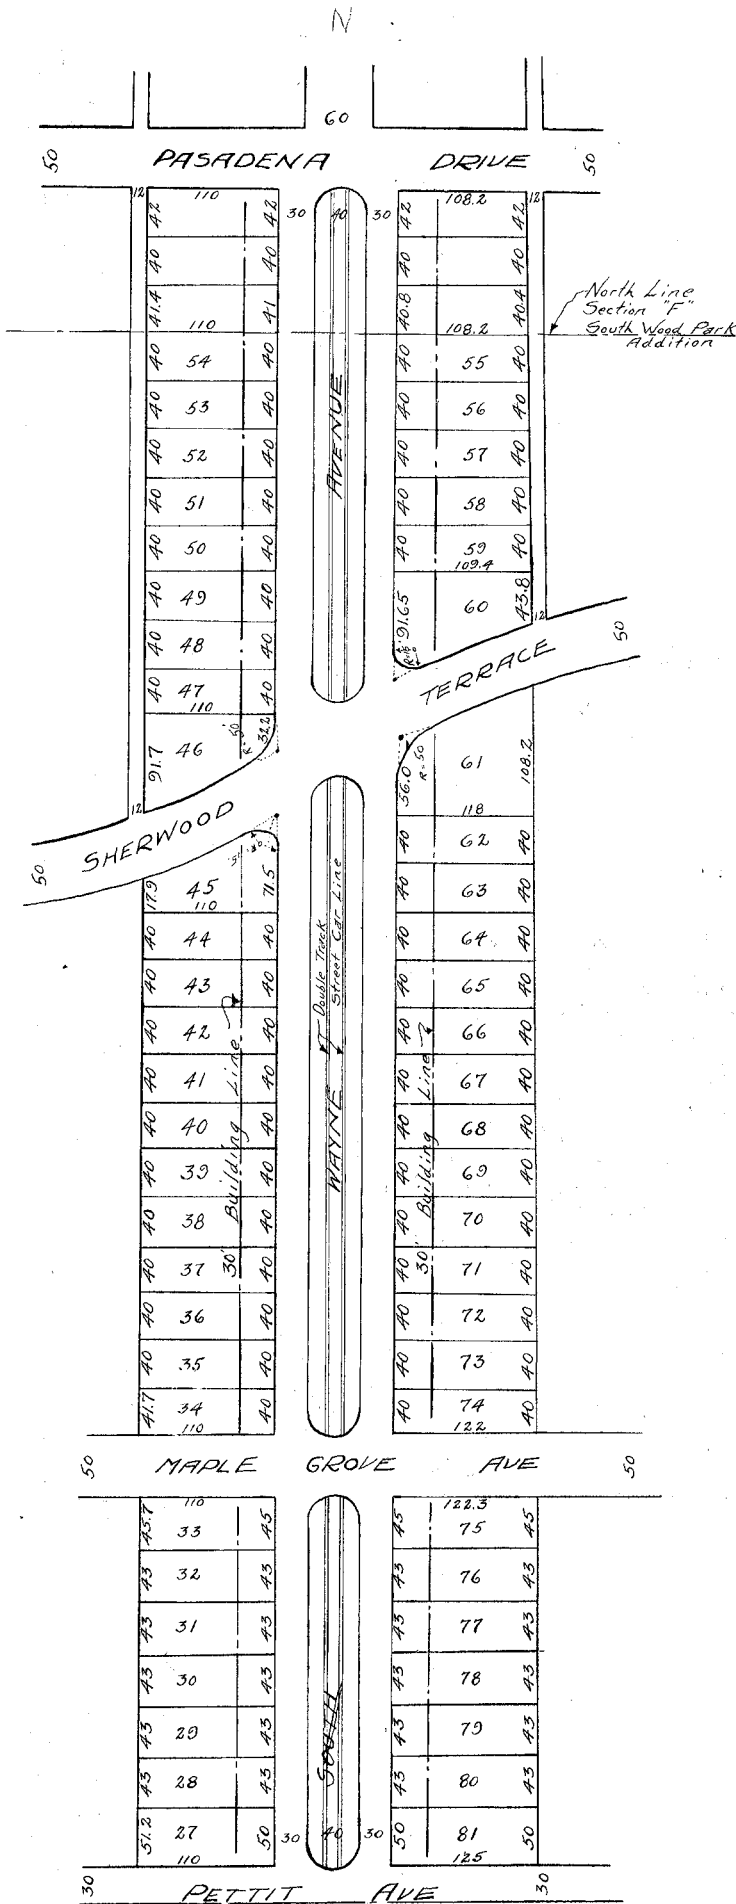 N
60
50 PASADENA DRIVE 50
12 110 108.2 12
42 42 30 40 30 42 42
40 40 40 40
41.4 41 40.8 40.4
North Line
Section "F"
South Wood Park
Addition
110 108.2
40 54 40 40 55 40
40 53 40 40 56 40
AVENUE
40 52 40 40 57 40
40 51 40 40 58 40
40 50 40 40 59 40
109.4
40 49 40 91.65 60 43.8
12
40 48 40 50
TERRACE
40 47 40
110
91.7 46 32.2
R=50'
56.0 R=50 61 108.2
118
12
SHERWOOD
50
40 62 40
17.9 45 71.5 40 63 40
110
40 44 40 40 64 40
40 43 40 40 65 40
Double Track
Street Car Line
40 42 40 40 66 40
40 41 40 40 67 40
40 40 40 40 68 40
WAYNE
30' Building Line
30' Building Line
40 39 40 40 69 40
40 38 40 40 70 40
40 37 40 40 71 40
40 36 40 40 72 40
40 35 40 40 73 40
41.7 34 40 40 74 40
110 122
50 MAPLE GROVE AVE 50
110 122.3
45.7 33 45 45 75 45
43 32 43 43 76 43
43 31 43 43 77 43
43 30 43 43 78 43
43 29 43 43 79 43
SOUTH
43 28 43 43 80 43
51.2 27 50 30 40 30 50 81 50
110 125
30 PETTIT AVE 30